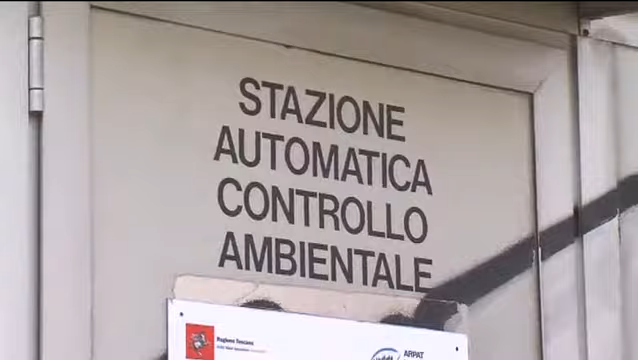 STAZIONE
AUTOMATICA
CONTROLLO
AMBIENTALE
Regione Toscana
ARPAT